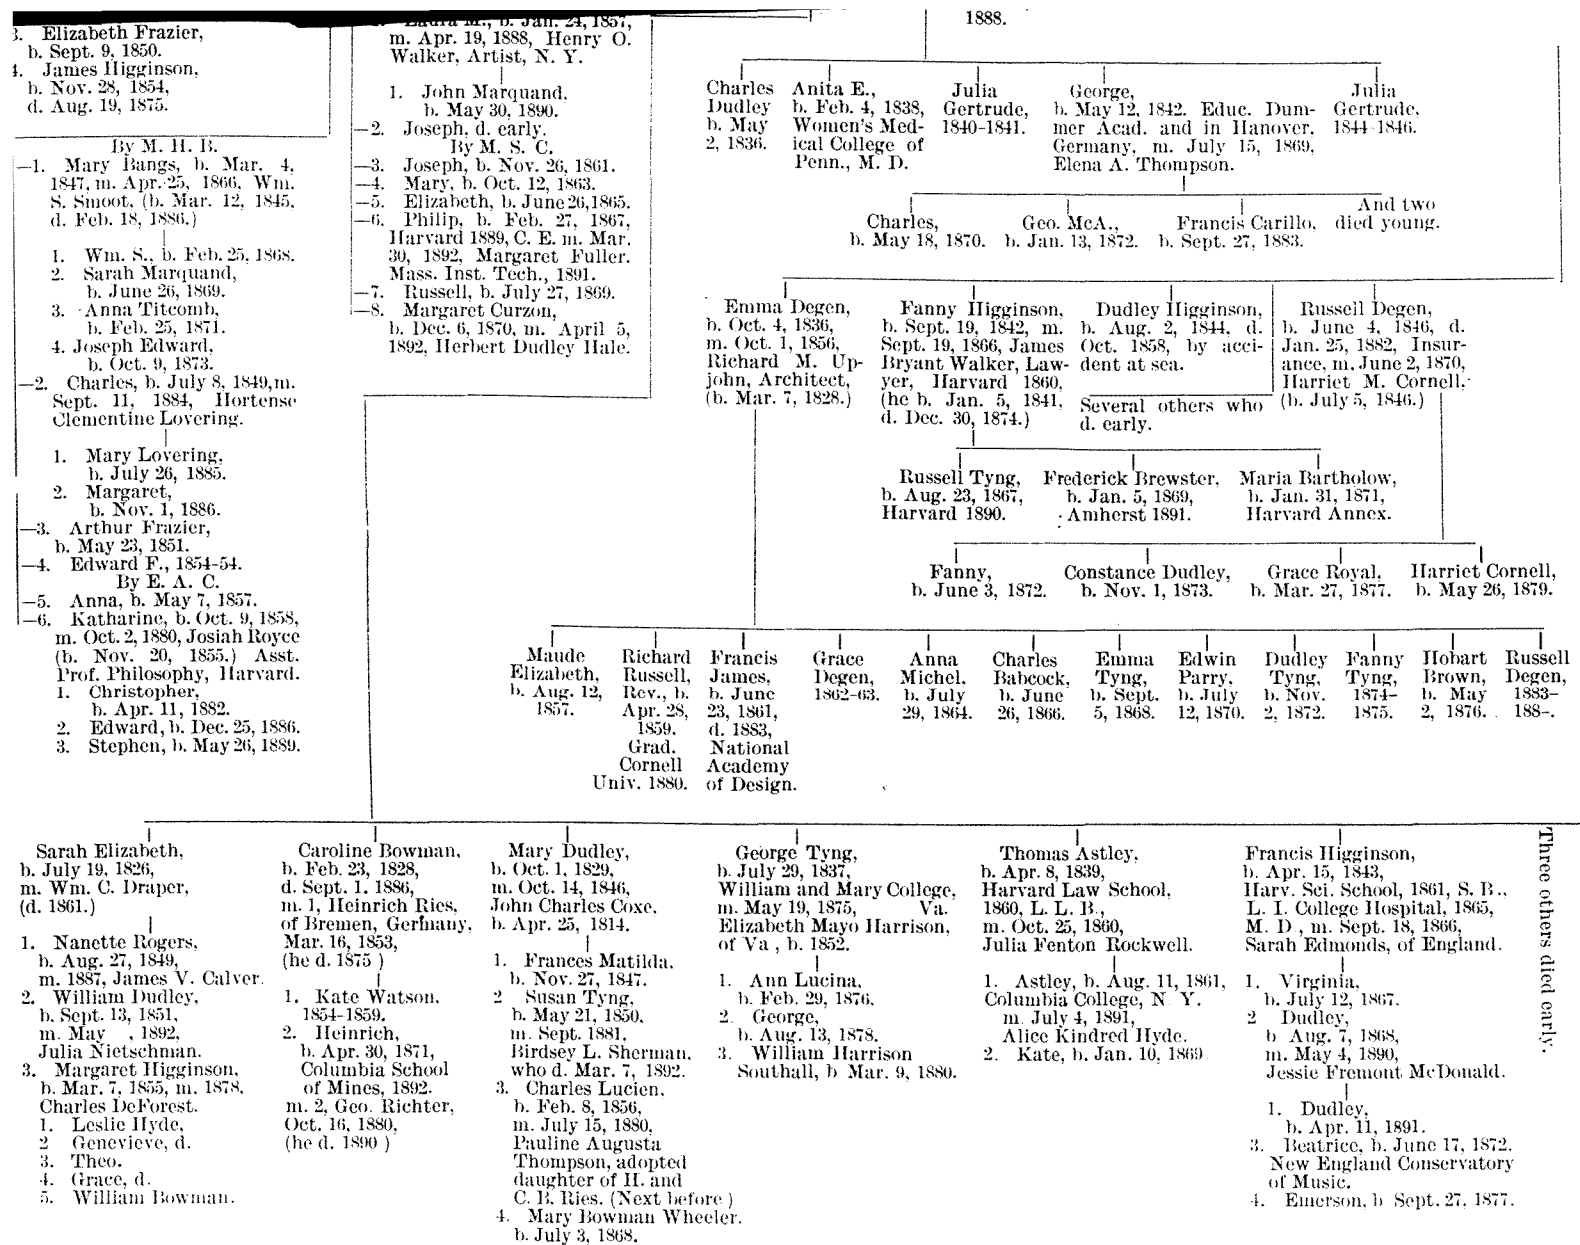 3. Elizabeth Frazier,
b. Sept. 9, 1850.
4. James Higginson,
b. Nov. 28, 1854,
d. Aug. 19, 1875.
By M. H. B.
1. Mary Bangs, b. Mar. 4,
1847, m. Apr. 25, 1866, Wm.
S. Smoot, (b. Mar. 12, 1845,
d. Feb. 18, 1886.)
1. Wm. S., b. Feb. 25, 1868.
2. Sarah Marquand,
b. June 26, 1869.
3. Anna Titcomb,
b. Feb. 25, 1871.
4. Joseph Edward,
b. Oct. 9, 1873.
2. Charles, b. July 8, 1849, m.
Sept. 11, 1884, Hortense
Clementine Lovering.
1. Mary Lovering,
b. July 26, 1885.
2. Margaret,
b. Nov. 1, 1886.
3. Arthur Frazier,
b. May 23, 1851.
4. Edward F., 1854-54.
By E. A. C.
5. Anna, b. May 7, 1857.
6. Katharine, b. Oct. 9, 1858,
m. Oct. 2, 1880, Josiah Royce
(b. Nov. 20, 1855.) Asst.
Prof. Philosophy, Harvard.
1. Christopher,
b. Apr. 11, 1882.
2. Edward, b. Dec. 25, 1886.
3. Stephen, b. May 26, 1889.
Laura M., b. Jan. 24, 1857,
m. Apr. 19, 1888, Henry O.
Walker, Artist, N. Y.
1. John Marquand,
b. May 30, 1890.
2. Joseph, d. early.
By M. S. C.
3. Joseph, b. Nov. 26, 1861.
4. Mary, b. Oct. 12, 1863.
5. Elizabeth, b. June 26, 1865.
6. Philip, b. Feb. 27, 1867,
Harvard 1889, C. E. m. Mar.
30, 1892, Margaret Fuller.
Mass. Inst. Tech., 1891.
7. Russell, b. July 27, 1869.
8. Margaret Curzon,
b. Dec. 6, 1870, m. April 5,
1892, Herbert Dudley Hale.
1888.
Charles
Dudley
b. May
2, 1836.
Anita E.,
b. Feb. 4, 1838,
Women's Med-
ical College of
Penn., M. D.
Julia
Gertrude,
1840-1841.
George,
b. May 12, 1842. Educ. Dum-
mer Acad. and in Hanover,
Germany, m. July 15, 1869,
Elena A. Thompson.
Julia
Gertrude,
1844-1846.
Charles,
b. May 18, 1870.
Geo. McA.,
b. Jan. 13, 1872.
Francis Carillo,
b. Sept. 27, 1883.
And two
died young.
Emma Degen,
b. Oct. 4, 1836,
m. Oct. 1, 1856,
Richard M. Up-
john, Architect,
(b. Mar. 7, 1828.)
Fanny Higginson,
b. Sept. 19, 1842, m.
Sept. 19, 1866, James
Bryant Walker, Law-
yer, Harvard 1860,
(he b. Jan. 5, 1841,
d. Dec. 30, 1874.)
Dudley Higginson,
b. Aug. 2, 1844, d.
Oct. 1858, by acci-
dent at sea.
Several others who
d. early.
Russell Degen,
b. June 4, 1846, d.
Jan. 25, 1882, Insur-
ance, m. June 2, 1870,
Harriet M. Cornell,
(b. July 5, 1846.)
Russell Tyng,
b. Aug. 23, 1867,
Harvard 1890.
Frederick Brewster,
b. Jan. 5, 1869,
Amherst 1891.
Maria Bartholow,
b. Jan. 31, 1871,
Harvard Annex.
Fanny,
b. June 3, 1872.
Constance Dudley,
b. Nov. 1, 1873.
Grace Royal,
b. Mar. 27, 1877.
Harriet Cornell,
b. May 26, 1879.
Maude
Elizabeth,
b. Aug. 12,
1857.
Richard
Russell,
Rev., b.
Apr. 28,
1859.
Grad.
Cornell
Univ. 1880.
Francis
James,
b. June
23, 1861,
d. 1883,
National
Academy
of Design.
Grace
Degen,
1862-63.
Anna
Michel,
b. July
29, 1864.
Charles
Babcock,
b. June
26, 1866.
Emma
Tyng,
b. Sept.
5, 1868.
Edwin
Parry,
b. July
12, 1870.
Dudley
Tyng,
b. Nov.
2, 1872.
Fanny
Tyng,
1874-
1875.
Hobart
Brown,
b. May
2, 1876.
Russell
Degen,
1883-
188-.
Sarah Elizabeth,
b. July 19, 1826,
m. Wm. C. Draper,
(d. 1861.)
1. Nanette Rogers,
b. Aug. 27, 1849,
m. 1887, James V. Calver.
2. William Dudley,
b. Sept. 13, 1851,
m. May , 1892,
Julia Nietschman.
3. Margaret Higginson,
b. Mar. 7, 1855, m. 1878,
Charles DeForest.
1. Leslie Hyde,
2 Genevieve, d.
3. Theo.
4. Grace, d.
5. William Bowman.
Caroline Bowman,
b. Feb. 23, 1828,
d. Sept. 1, 1886,
m. 1, Heinrich Ries,
of Bremen, Germany,
Mar. 16, 1853,
(he d. 1875 )
1. Kate Watson,
1854-1859.
2. Heinrich,
b. Apr. 30, 1871,
Columbia School
of Mines, 1892.
m. 2, Geo. Richter,
Oct. 16, 1880,
(he d. 1890 )
Mary Dudley,
b. Oct. 1, 1829,
m. Oct. 14, 1846,
John Charles Coxe,
b. Apr. 25, 1814.
1. Frances Matilda,
b. Nov. 27, 1847.
2 Susan Tyng,
b. May 21, 1850,
m. Sept. 1881,
Birdsey L. Sherman,
who d. Mar. 7, 1892.
3. Charles Lucien,
b. Feb. 8, 1856,
m. July 15, 1880,
Pauline Augusta
Thompson, adopted
daughter of H. and
C. B. Ries. (Next before )
4. Mary Bowman Wheeler.
b. July 3, 1868.
George Tyng,
b. July 29, 1837,
William and Mary College,
m. May 19, 1875, Va.
Elizabeth Mayo Harrison,
of Va , b. 1852.
1. Ann Lucina,
b. Feb. 29, 1876.
2. George,
b. Aug. 13, 1878.
3. William Harrison
Southall, b Mar. 9, 1880.
Thomas Astley,
b. Apr. 8, 1839,
Harvard Law School,
1860, L. L. B.,
m. Oct. 25, 1860,
Julia Fenton Rockwell.
1. Astley, b. Aug. 11, 1861,
Columbia College, N Y.
m. July 4, 1891,
Alice Kindred Hyde.
2. Kate, b. Jan. 10, 1869
Francis Higginson,
b. Apr. 15, 1843,
Harv. Sci. School, 1861, S. B.,
L. I. College Hospital, 1865,
M. D , m. Sept. 18, 1866,
Sarah Edmonds, of England.
1. Virginia,
b. July 12, 1867.
2 Dudley,
b Aug. 7, 1868,
m. May 4, 1890,
Jessie Fremont McDonald.
1. Dudley,
b. Apr. 11, 1891.
3. Beatrice, b. June 17, 1872.
New England Conservatory
of Music.
4. Emerson, b Sept. 27, 1877.
Three others died early.